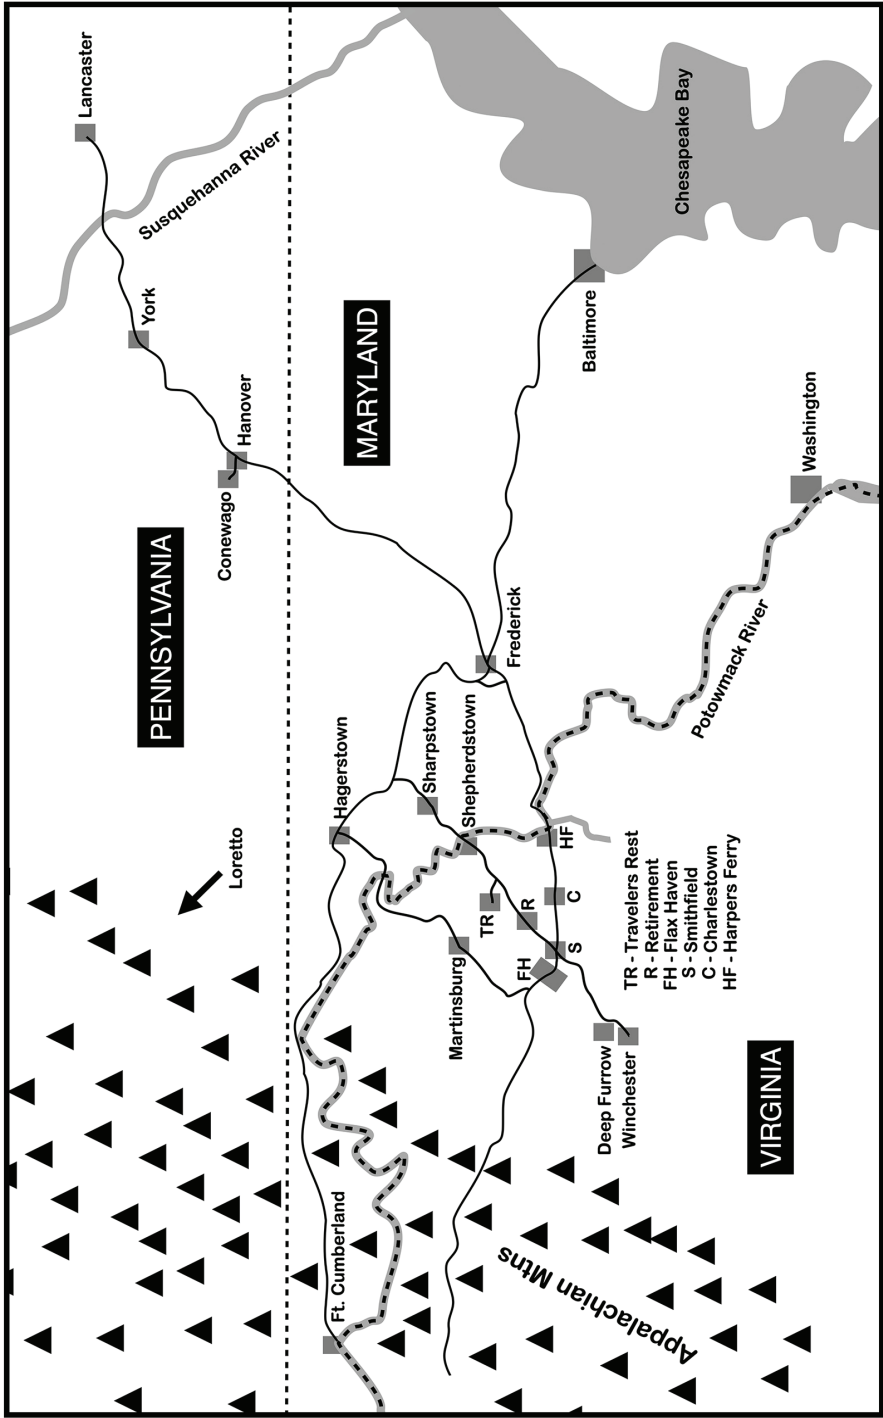 Lancaster
Susquehanna River
York
Hanover
Conewago
PENNSYLVANIA
MARYLAND
Chesapeake Bay
Baltimore
Washington
Frederick
Potowmack River
Hagerstown
Sharpstown
Shepherdstown
Loretto
HF
TR
R
C
S
FH
Martinsburg
TR - Travelers Rest
R - Retirement
FH - Flax Haven
S - Smithfield
C - Charlestown
HF - Harpers Ferry
Deep Furrow
Winchester
VIRGINIA
Ft. Cumberland
Appalachian Mtns